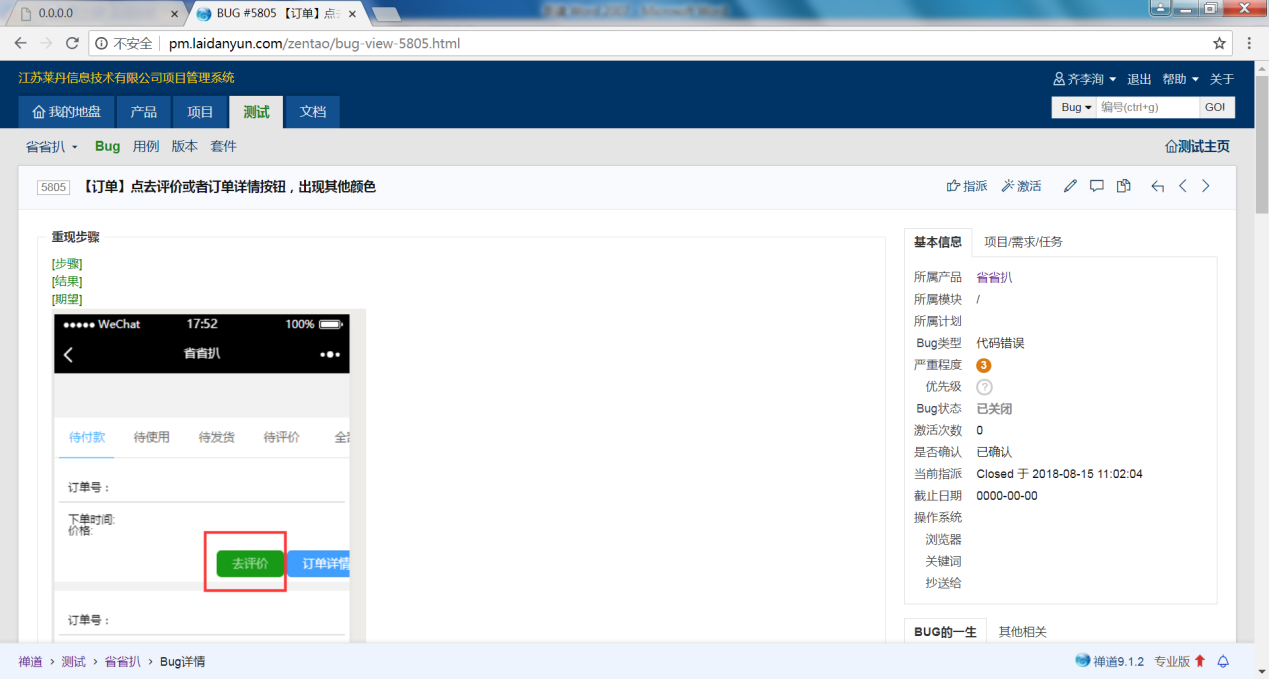 0.0.0.0
BUG #5805 【订单】点
不安全 pm.laidanyun.com/zentao/bug-view-5805.html
江苏莱丹信息技术有限公司项目管理系统
齐李洵 退出 帮助 关于
我的地盘 产品 项目 测试 文档
Bug 编号(ctrl+g) GO!
省省扒 Bug 用例 版本 套件
测试主页
5805 【订单】点去评价或者订单详情按钮，出现其他颜色
指派 激活
重现步骤
[步骤]
[结果]
[期望]
WeChat 17:52 100%
省省扒
待付款 待使用 待发货 待评价 全
订单号：
下单时间:
价格:
去评价 订单详情
订单号：
基本信息 项目/需求/任务
所属产品 省省扒
所属模块 /
所属计划
Bug类型 代码错误
严重程度 3
优先级 ?
Bug状态 已关闭
激活次数 0
是否确认 已确认
当前指派 Closed 于 2018-08-15 11:02:04
截止日期 0000-00-00
操作系统
浏览器
关键词
抄送给
BUG的一生 其他相关
禅道 › 测试 › 省省扒 › Bug详情
禅道9.1.2 专业版